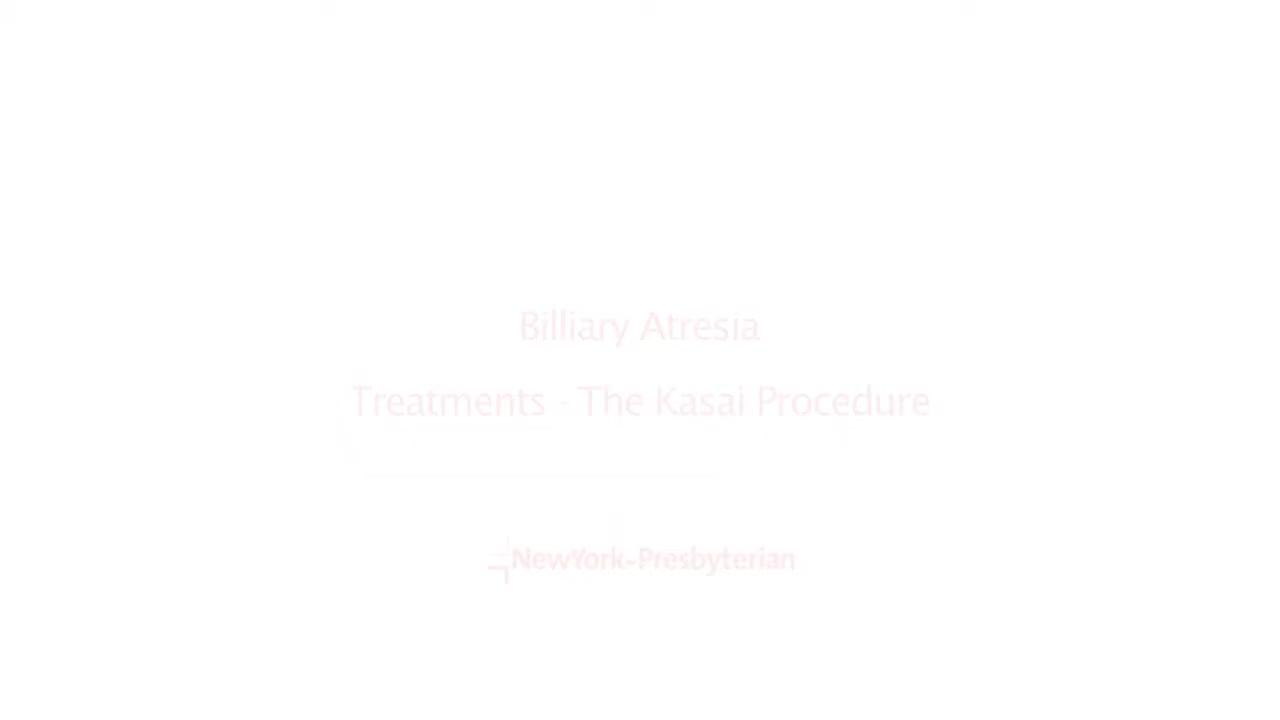 Billiary Atresia
Treatments - The Kasai Procedure
NewYork-Presbyterian